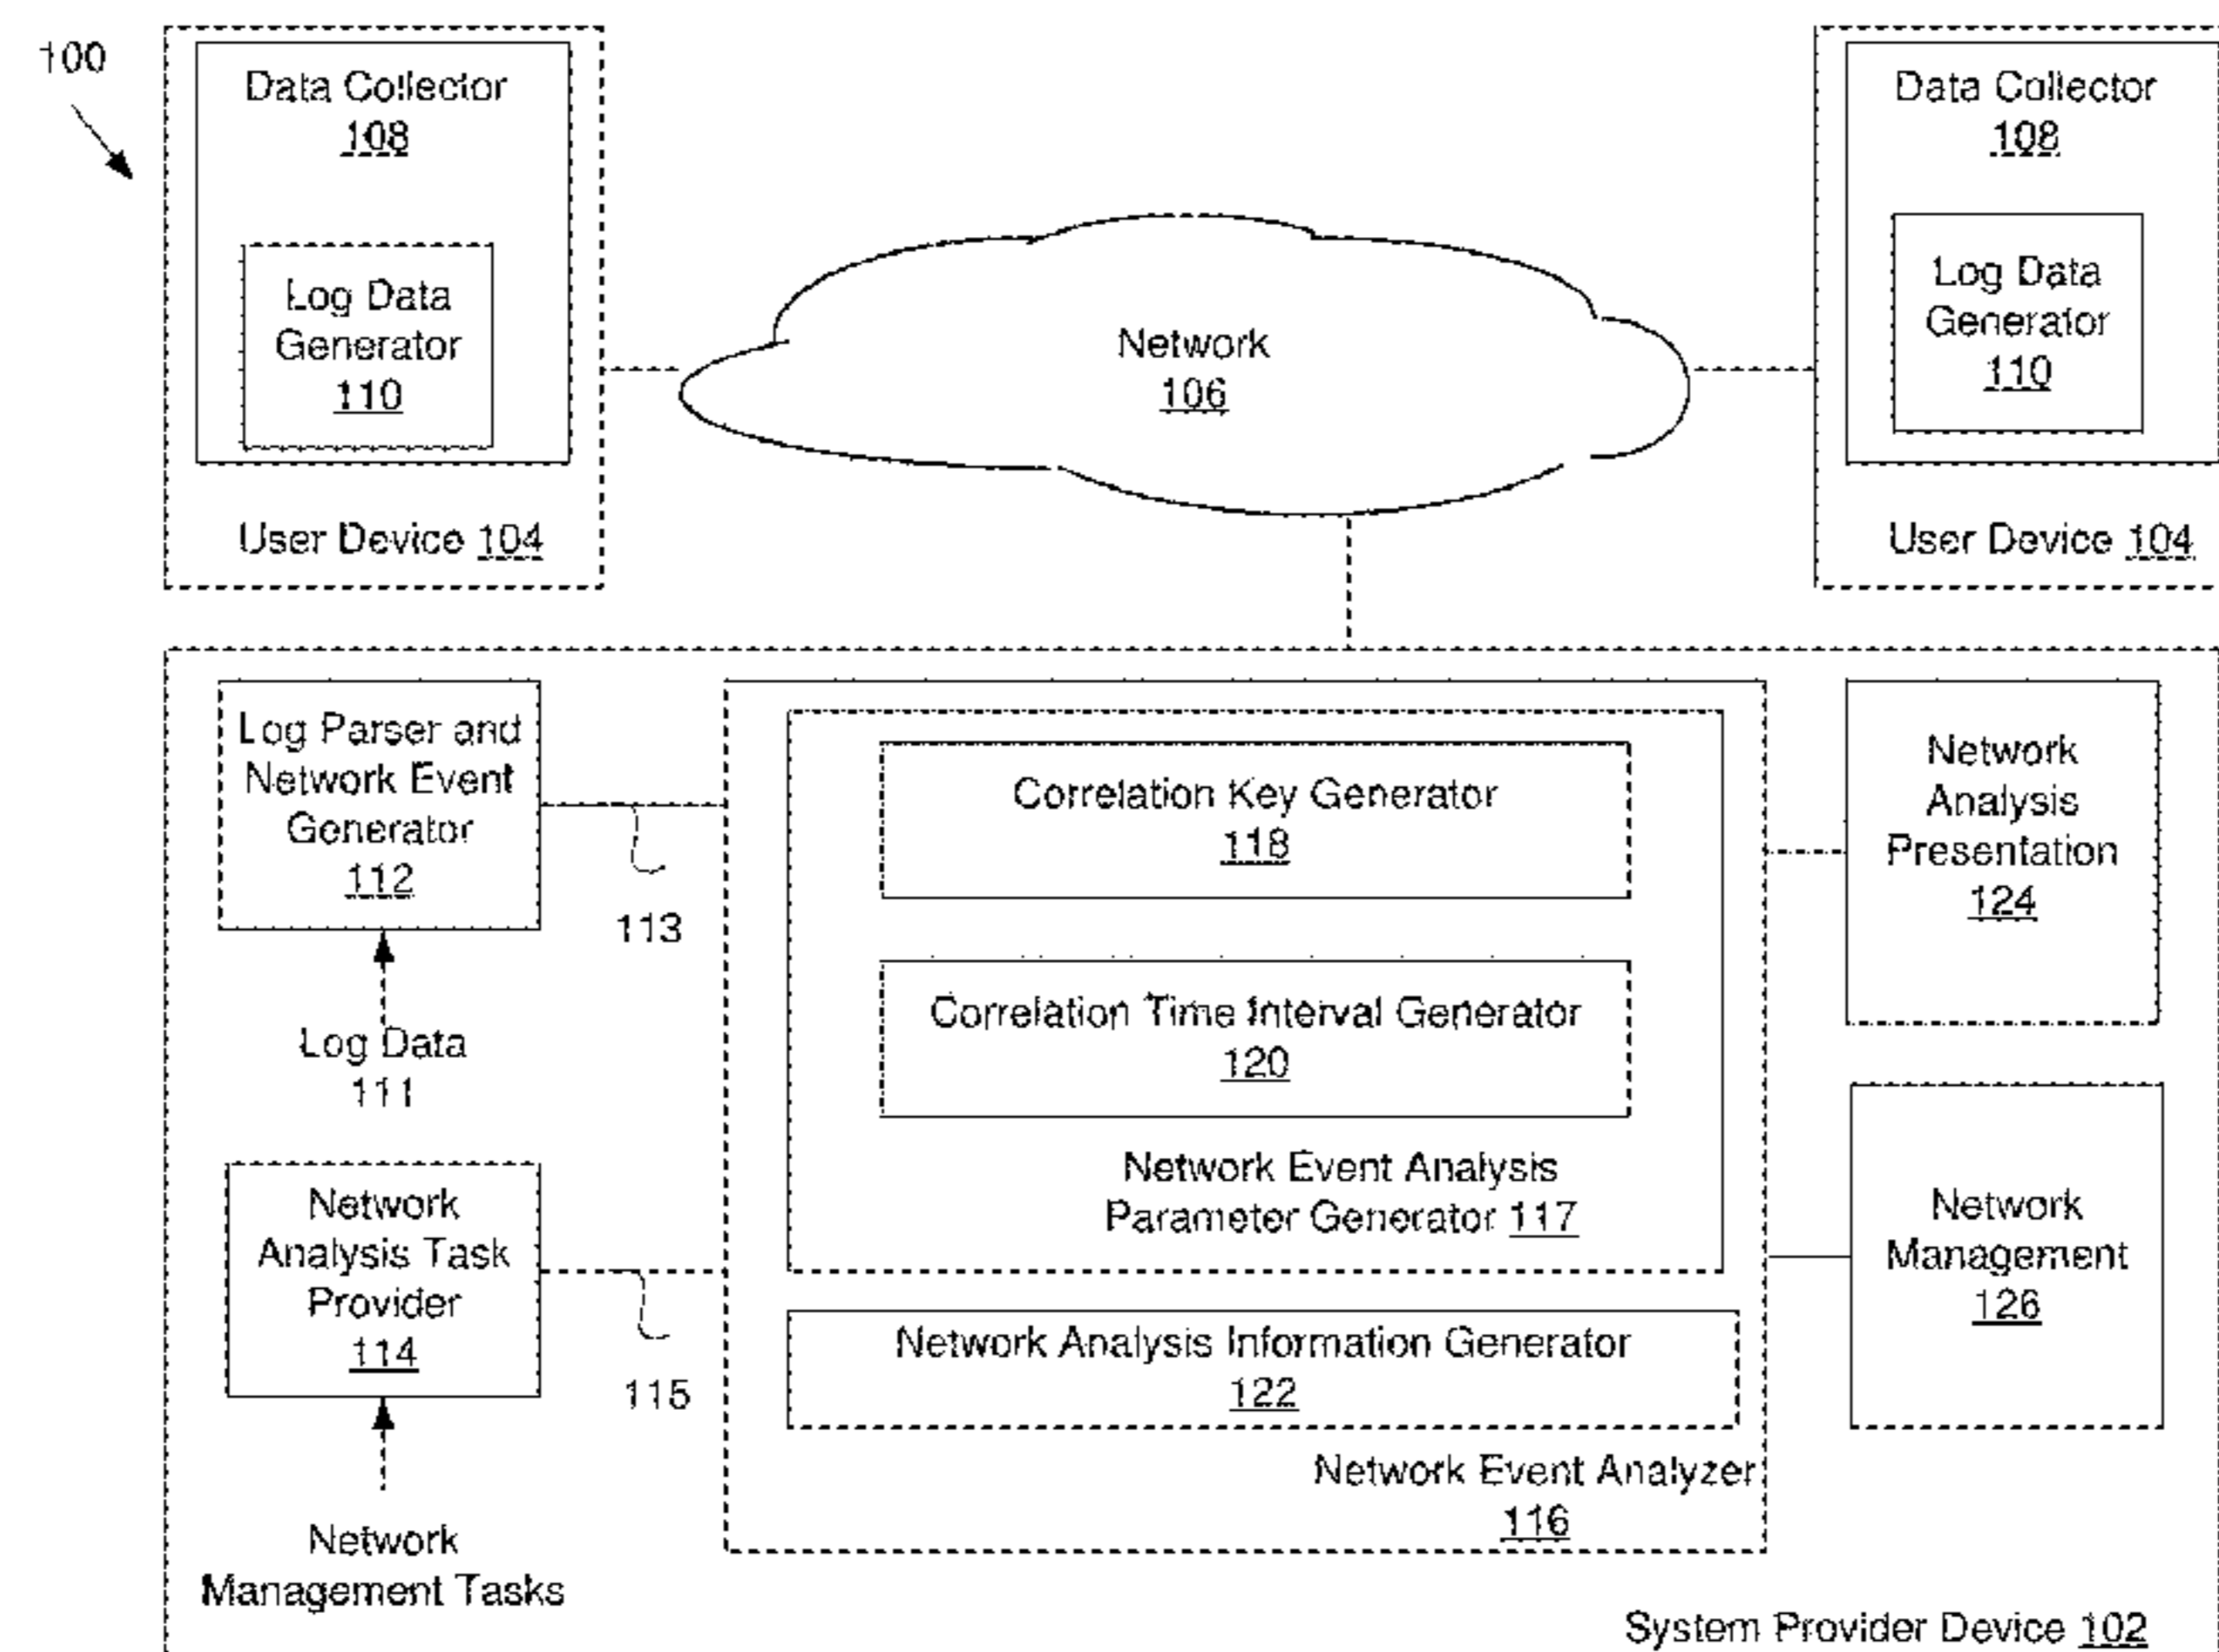 100
Data Collector
108
Log Data
Generator
110
User Device 104
Network
106
Data Collector
108
Log Data
Generator
110
User Device 104
Log Parser and
Network Event
Generator
112
Log Data
111
113
Network
Analysis Task
Provider
114
115
Network
Management Tasks
Correlation Key Generator
118
Correlation Time Interval Generator
120
Network Event Analysis
Parameter Generator 117
Network Analysis Information Generator
122
Network Event Analyzer
116
Network
Analysis
Presentation
124
Network
Management
126
System Provider Device 102